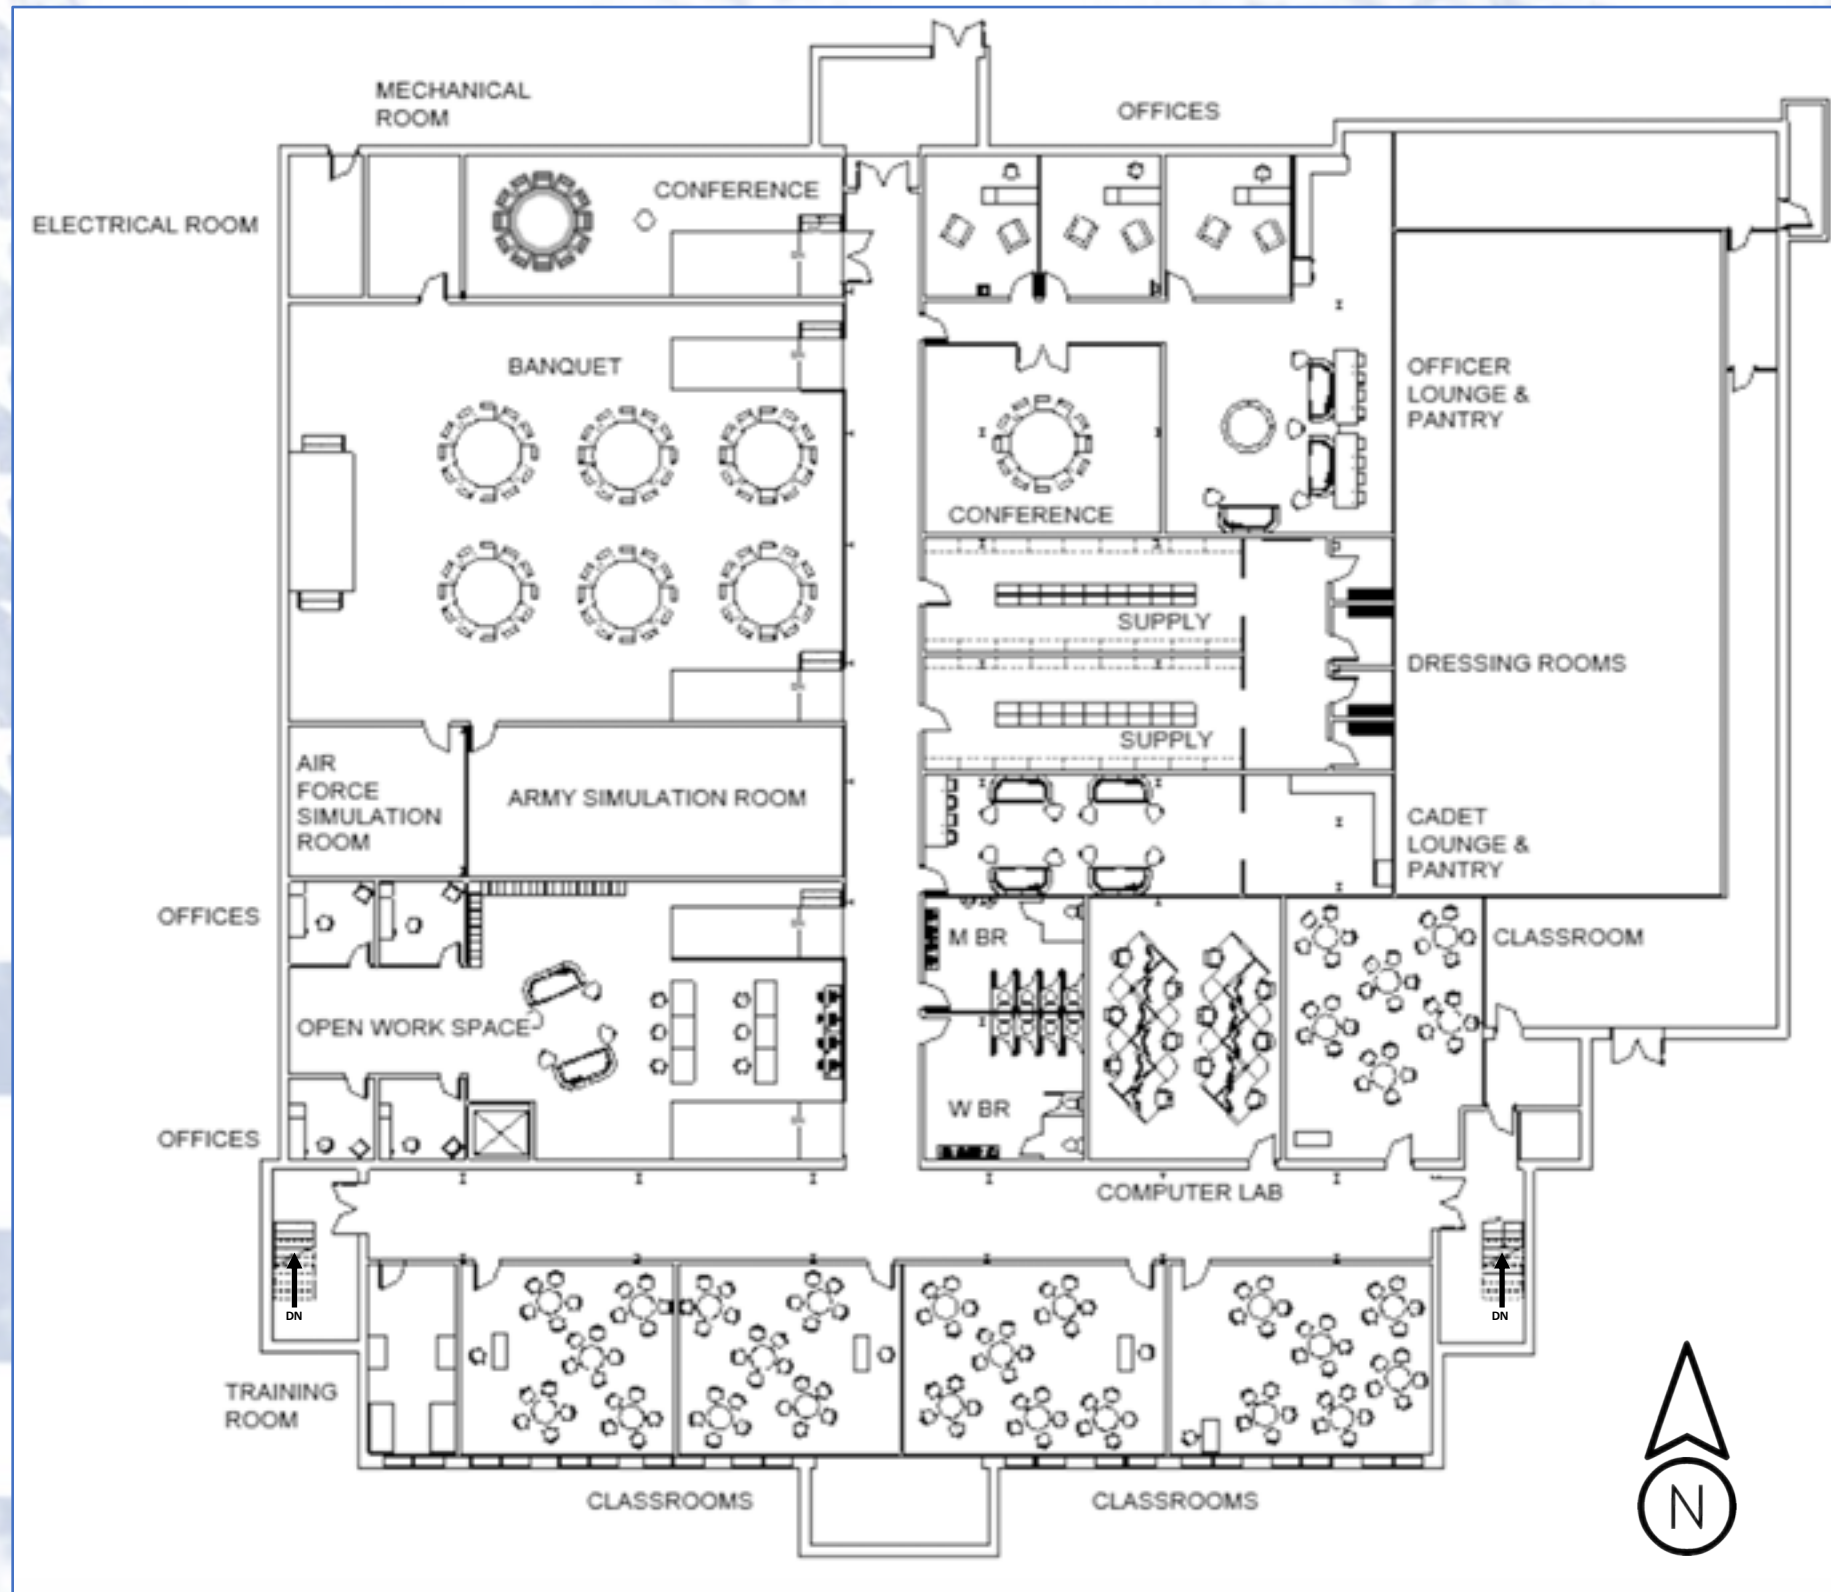 MECHANICAL
ROOM
OFFICES
CONFERENCE
ELECTRICAL ROOM
BANQUET
OFFICER
LOUNGE &
PANTRY
CONFERENCE
SUPPLY
DRESSING ROOMS
SUPPLY
AIR
FORCE
SIMULATION
ROOM
ARMY SIMULATION ROOM
CADET
LOUNGE &
PANTRY
OFFICES
M BR
CLASSROOM
OPEN WORK SPACE
W BR
OFFICES
COMPUTER LAB
DN
DN
TRAINING
ROOM
CLASSROOMS
CLASSROOMS
N